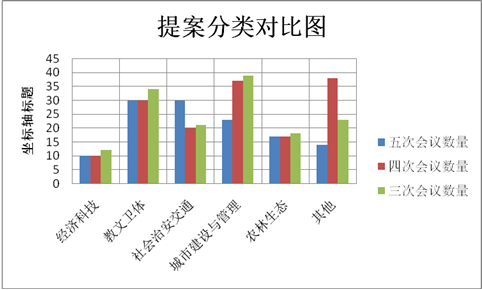 提案分类对比图
坐标轴标题
45
40
35
30
25
20
15
10
5
0
经济科技
教文卫体
社会治安交通
城市建设与管理
农林生态
其他
五次会议数量
四次会议数量
三次会议数量